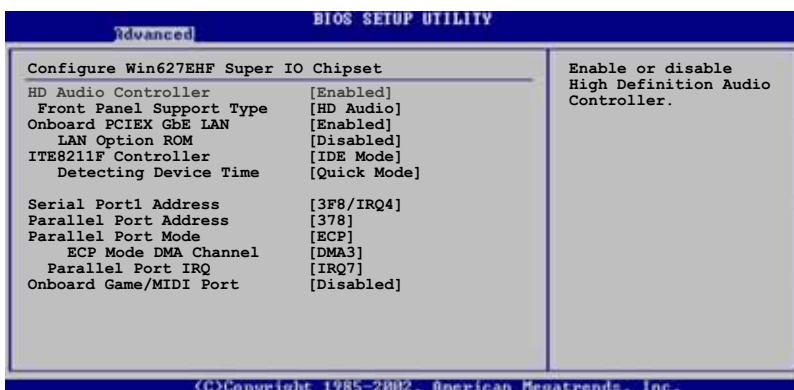 BIOS SETUP UTILITY
Advanced
Configure Win627EHF Super IO Chipset
HD Audio Controller [Enabled]
Front Panel Support Type [HD Audio]
Onboard PCIEX GbE LAN [Enabled]
LAN Option ROM [Disabled]
ITE8211F Controller [IDE Mode]
Detecting Device Time [Quick Mode]
Serial Port1 Address [3F8/IRQ4]
Parallel Port Address [378]
Parallel Port Mode [ECP]
ECP Mode DMA Channel [DMA3]
Parallel Port IRQ [IRQ7]
Onboard Game/MIDI Port [Disabled]
Enable or disable
High Definition Audio
Controller.
(C)Copyright 1985-2002, American Megatrends, Inc.